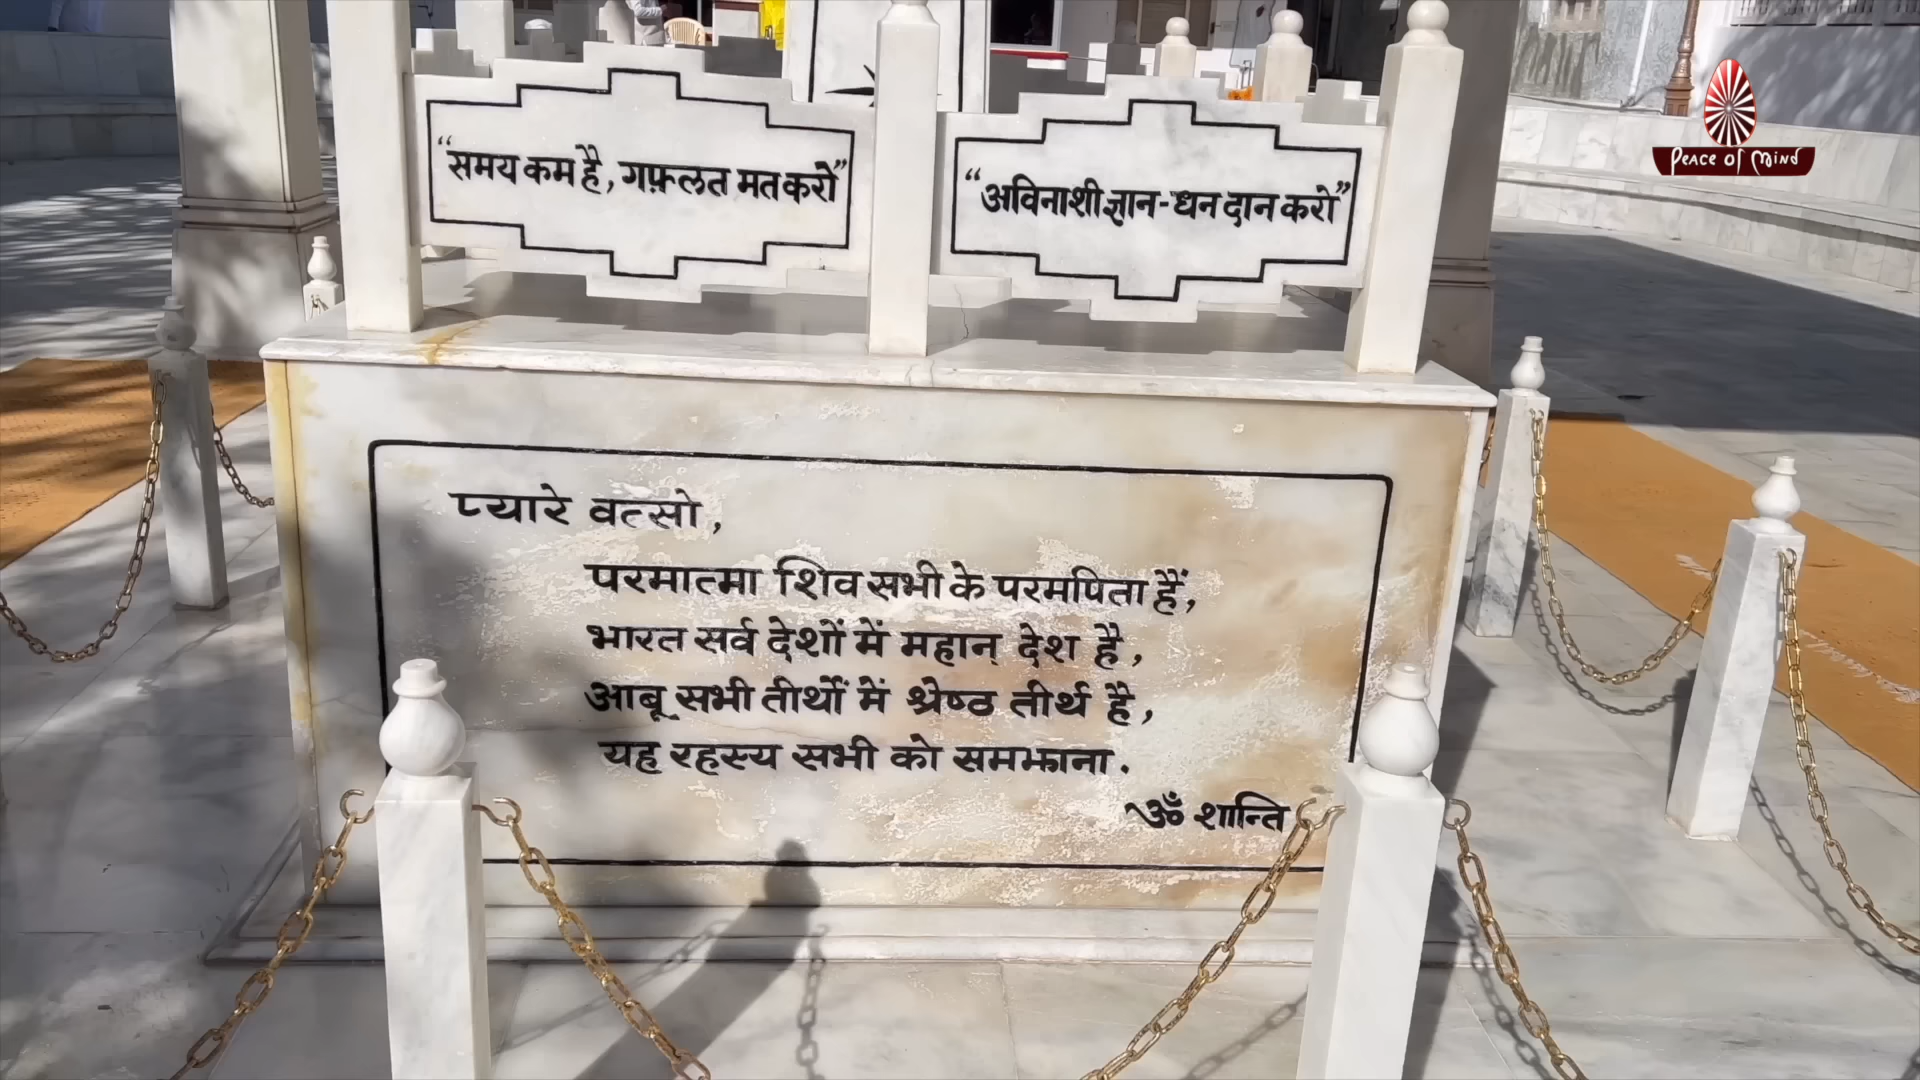 “समय कम है, गफ़लत मत करो”
“अविनाशी ज्ञान-धन दान करो”
प्यारे वत्सो,
परमात्मा शिव सभी के परमपिता हैं,
भारत सर्व देशों में महान् देश है,
आबू सभी तीर्थों में श्रेष्ठ तीर्थ है,
यह रहस्य सभी को समझाना.
ॐ शान्ति
Peace of Mind